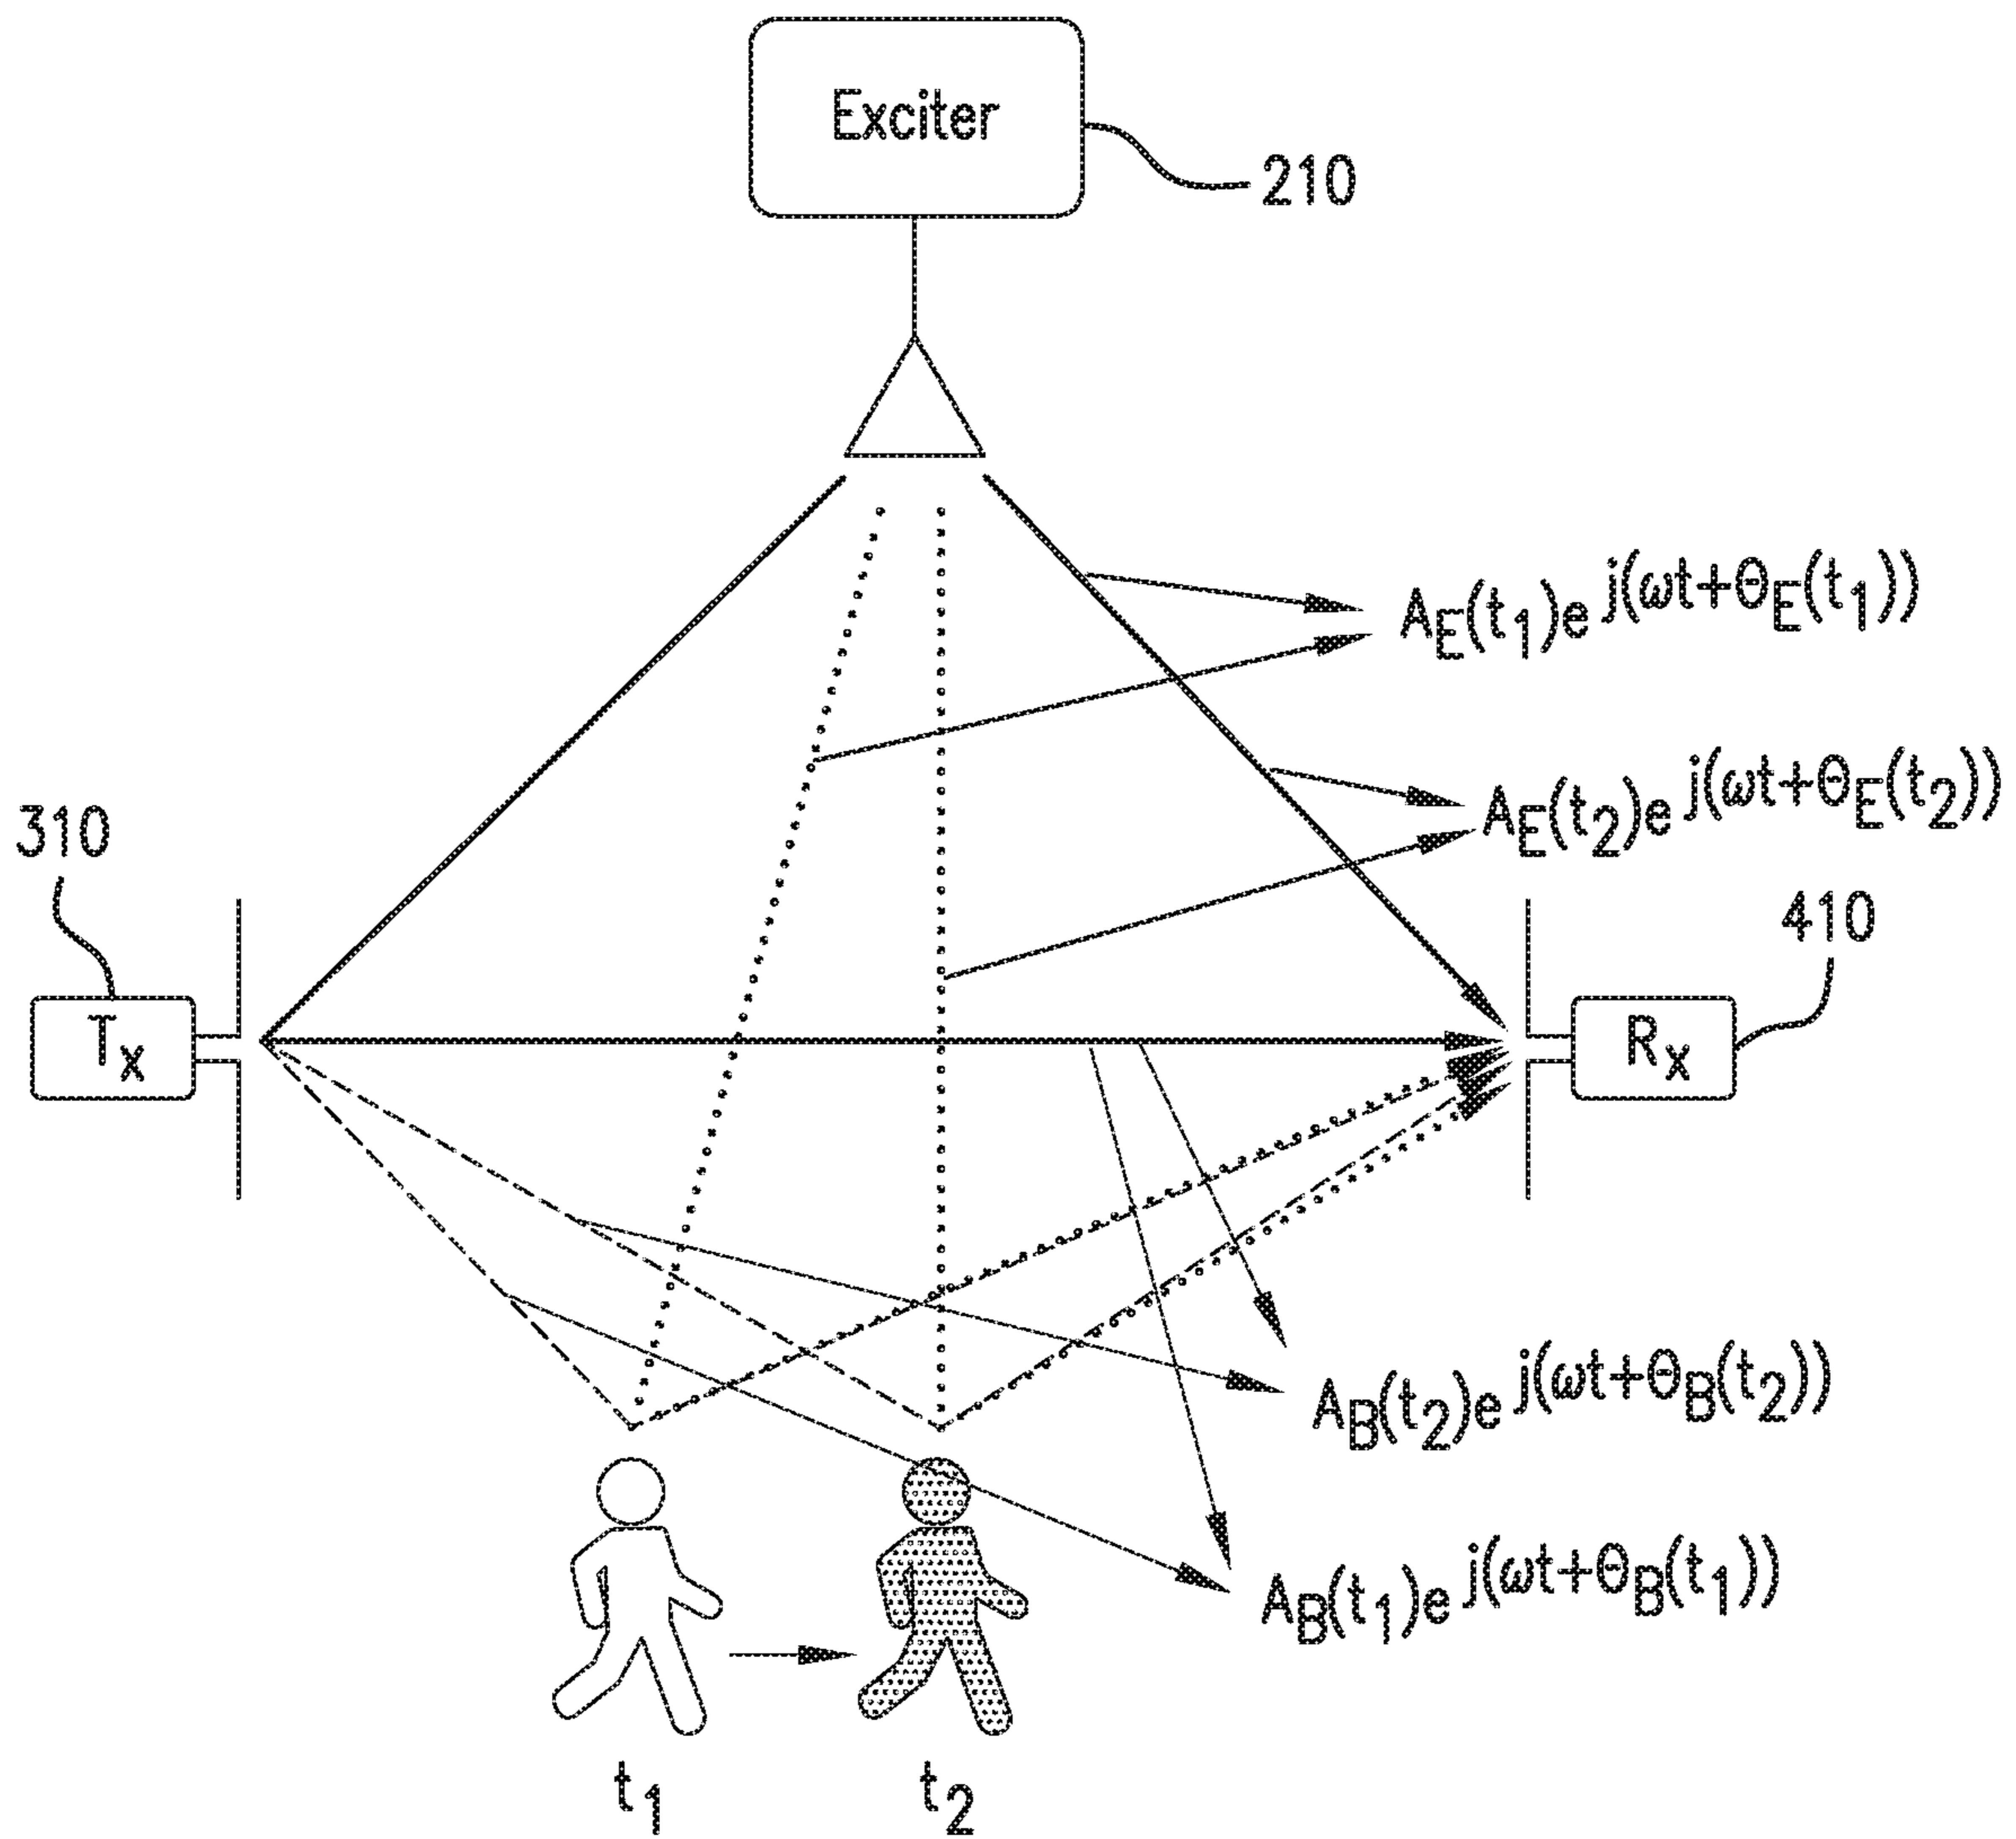 Exciter
210
A_E(t_1)e^j(ωt+Θ_E(t_1))
A_E(t_2)e^j(ωt+Θ_E(t_2))
310
410
T_x
R_x
A_B(t_2)e^j(ωt+Θ_B(t_2))
A_B(t_1)e^j(ωt+Θ_B(t_1))
t_1
t_2